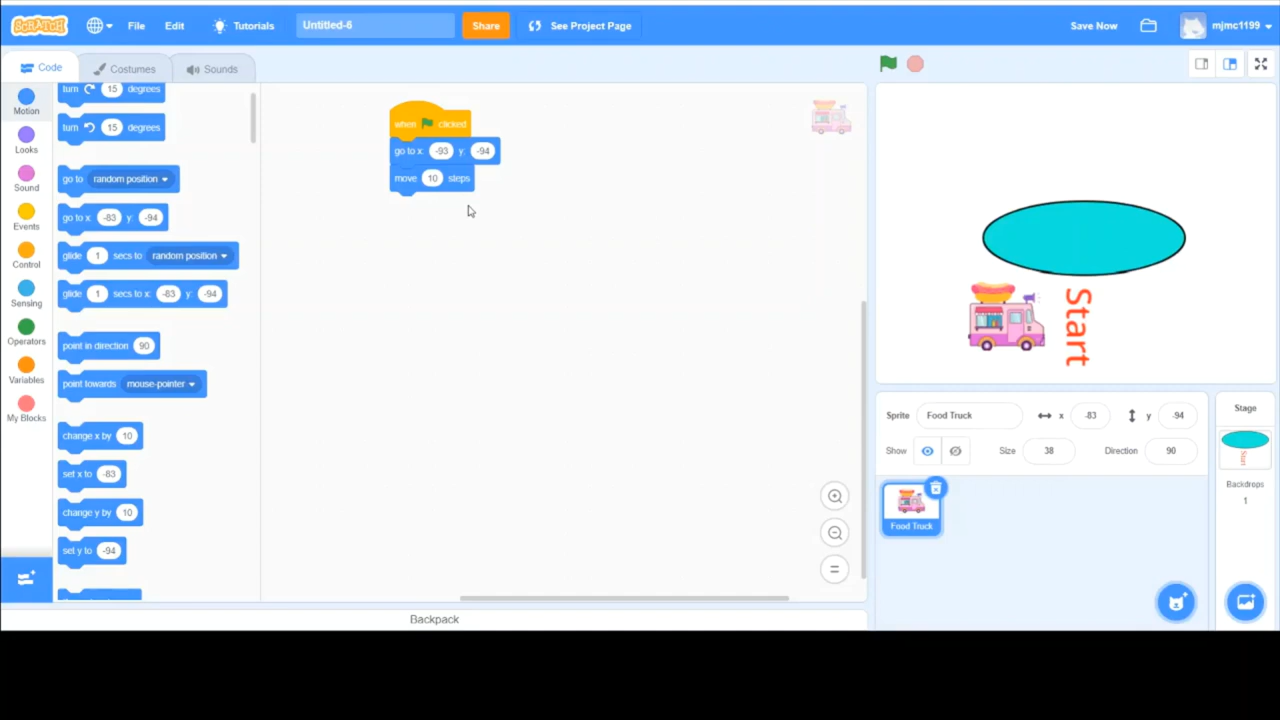 SCRATCH File Edit Tutorials Untitled-6 Share See Project Page Save Now mjmc1199
Code Costumes Sounds
Motion
Looks
Sound
Events
Control
Sensing
Operators
Variables
My Blocks
turn 15 degrees
turn 15 degrees
go to random position
go to x: -83 y: -94
glide 1 secs to random position
glide 1 secs to x: -83 y: -94
point in direction 90
point towards mouse-pointer
change x by 10
set x to -83
change y by 10
set y to -94
when clicked
go to x: -93 y: -94
move 10 steps
Start
Sprite Food Truck x -83 y -94
Show Size 38 Direction 90
Food Truck
Stage
Start
Backdrops
1
Backpack